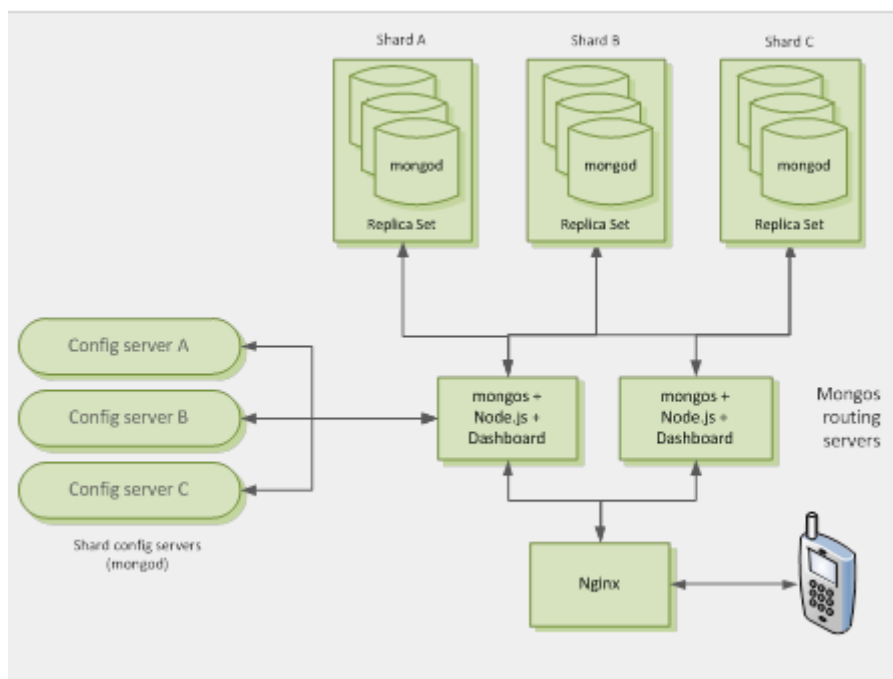 Shard A
Shard B
Shard C
mongod
mongod
mongod
Replica Set
Replica Set
Replica Set
Config server A
Config server B
Config server C
Shard config servers
(mongod)
mongos +
Node.js +
Dashboard
mongos +
Node.js +
Dashboard
Mongos
routing
servers
Nginx